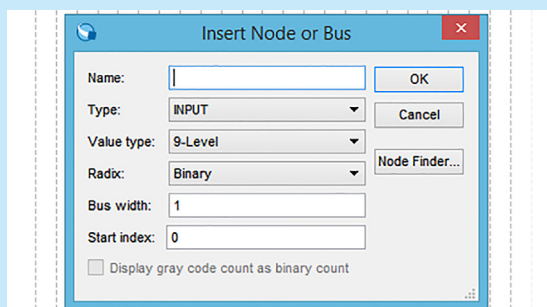 Insert Node or Bus
Name:
OK
Type: INPUT
Cancel
Value type: 9-Level
Node Finder...
Radix: Binary
Bus width: 1
Start index: 0
Display gray code count as binary count